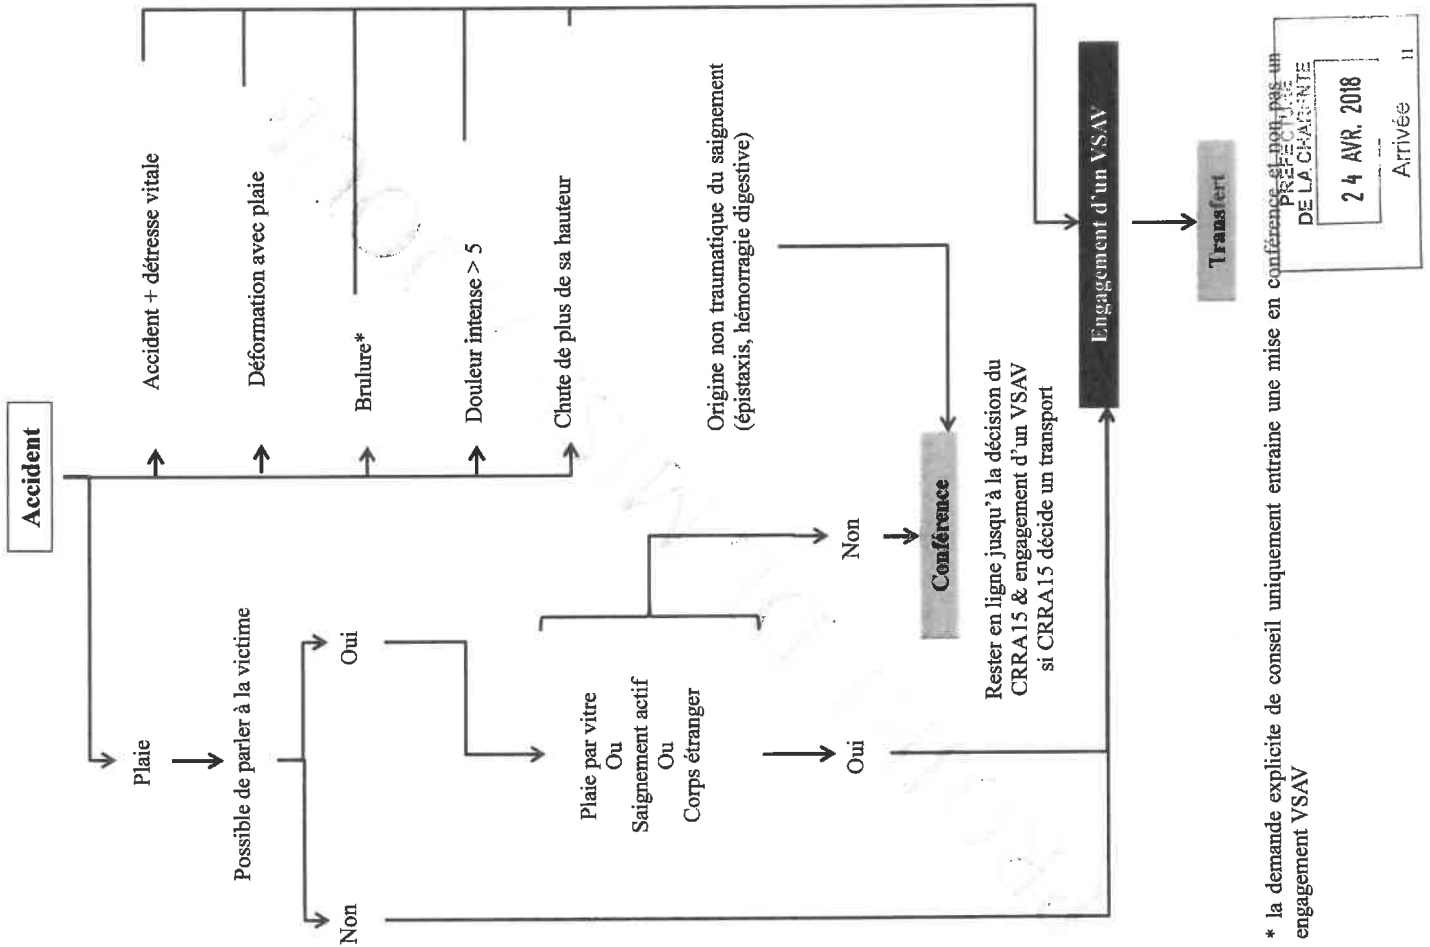 Accident
Accident + détresse vitale
Déformation avec plaie
Brulure*
Douleur intense > 5
Chute de plus de sa hauteur
Plaie
Possible de parler à la victime
Non
Oui
Plaie par vitre
Ou
Saignement actif
Ou
Corps étranger
Oui
Non
Origine non traumatique du saignement
(épistaxis, hémorragie digestive)
Conférence
Rester en ligne jusqu'à la décision du
CRRA15 & engagement d'un VSAV
si CRRA15 décide un transport
Engagement d'un VSAV
Transfert
* la demande explicite de conseil uniquement entraine une mise en conférence et non pas un
engagement VSAV
PREFECTURE
DE LA CHARENTE
24 AVR. 2018
Arrivée
11